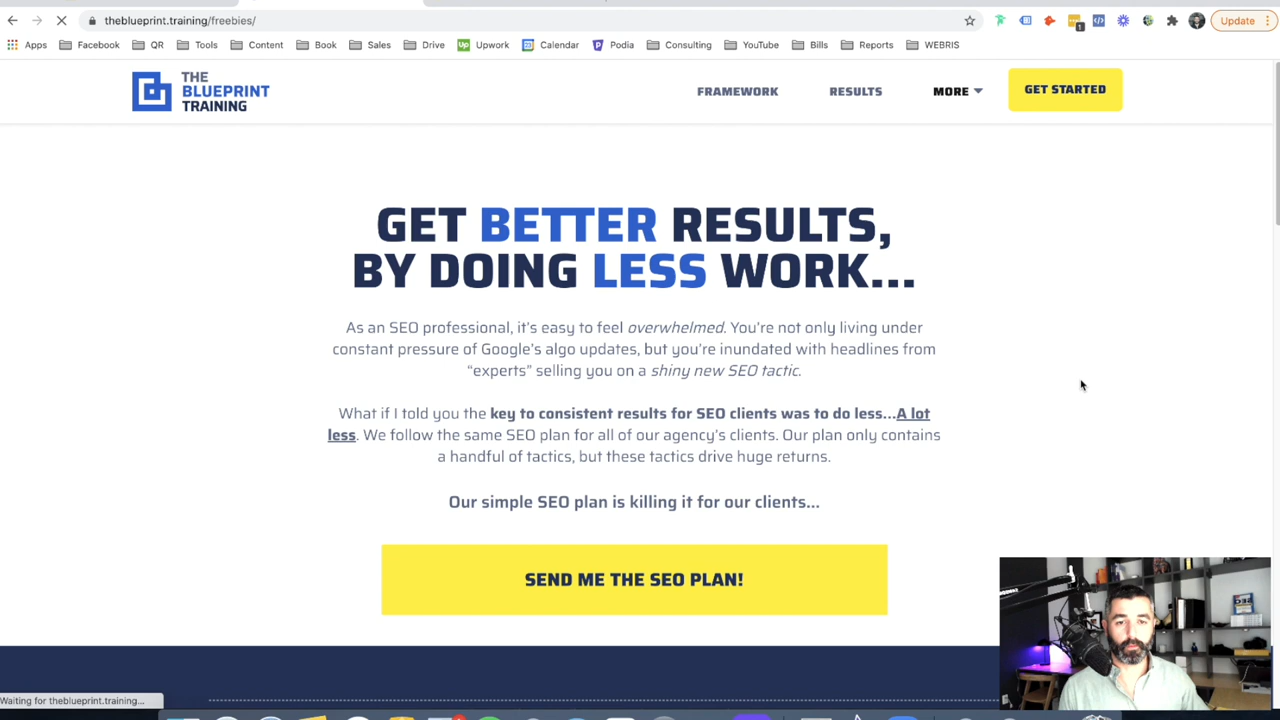 theblueprint.training/freebies/
Update
Apps Facebook QR Tools Content Book Sales Drive Upwork Calendar Podia Consulting YouTube Bills Reports WEBRIS
THE
BLUEPRINT
TRAINING
FRAMEWORK RESULTS MORE GET STARTED
GET BETTER RESULTS,
BY DOING LESS WORK...
As an SEO professional, it's easy to feel overwhelmed. You're not only living under
constant pressure of Google's algo updates, but you're inundated with headlines from
“experts” selling you on a shiny new SEO tactic.
What if I told you the key to consistent results for SEO clients was to do less...A lot
less. We follow the same SEO plan for all of our agency's clients. Our plan only contains
a handful of tactics, but these tactics drive huge returns.
Our simple SEO plan is killing it for our clients...
SEND ME THE SEO PLAN!
Waiting for theblueprint.training...